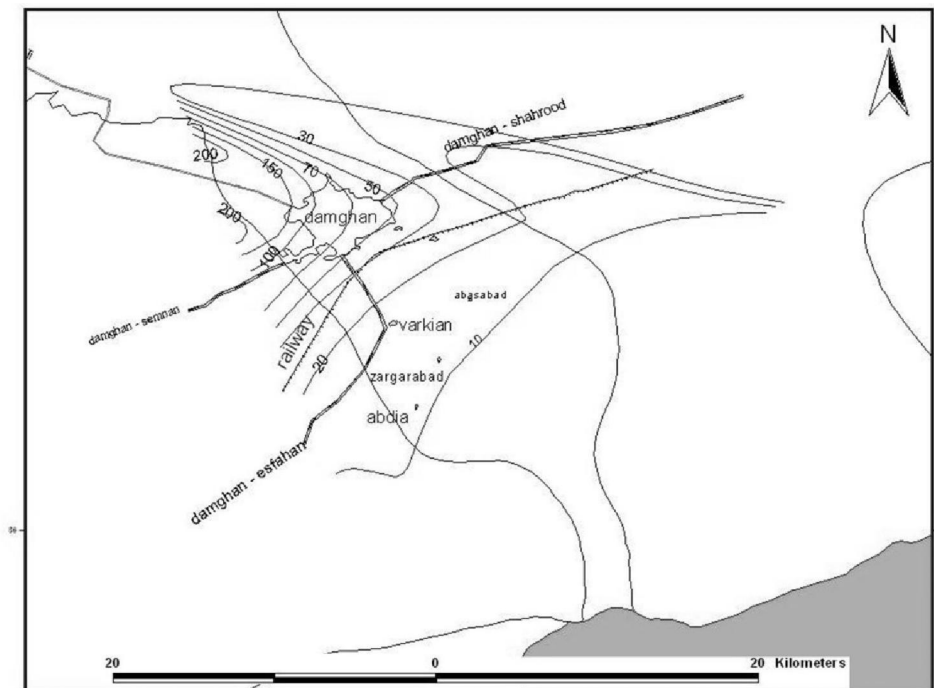 N
damghan - shahrood
30
200
150
70
50
damghan
200
100
damghan - semnan
abasabad
railway
varkian
10
20
zargarabad
abdia
damghan - esfahan
20
0
20 Kilometers